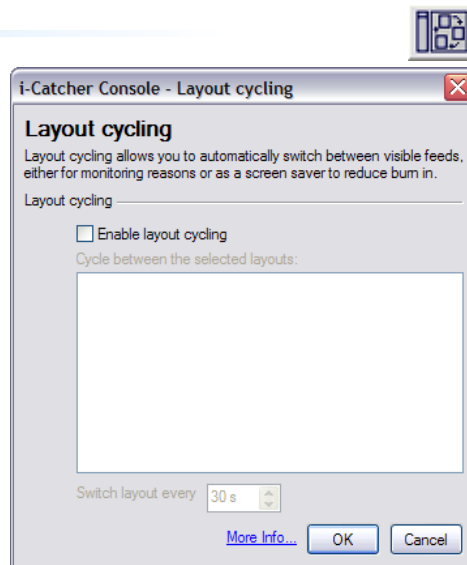 i-Catcher Console - Layout cycling
Layout cycling
Layout cycling allows you to automatically switch between visible feeds,
either for monitoring reasons or as a screen saver to reduce burn in.
Layout cycling
Enable layout cycling
Cycle between the selected layouts:
Switch layout every 30 s
More Info... OK Cancel